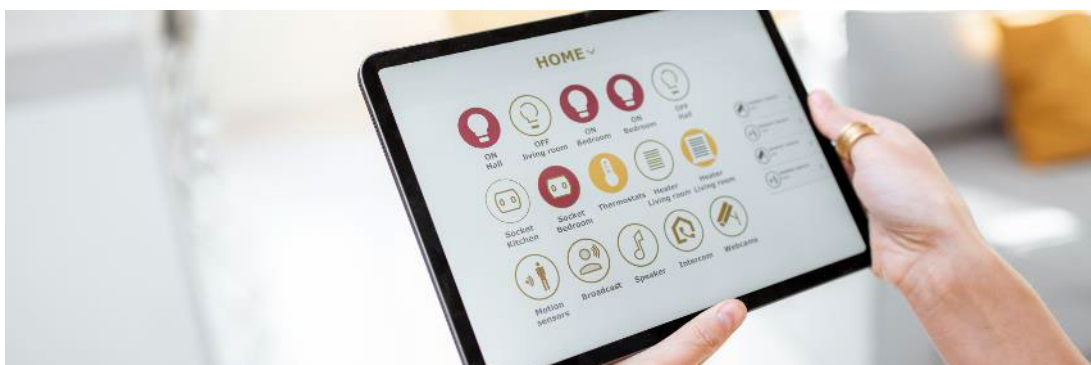 HOME
ON
Hall
OFF
living room
ON
Bedroom
ON
Bedroom
OFF
Hall
Socket
Kitchen
Socket
Bedroom
Thermostats
Heater
Living room
Heater
Living room
Motion
sensors
Broadcast
Speaker
Intercom
Webcams